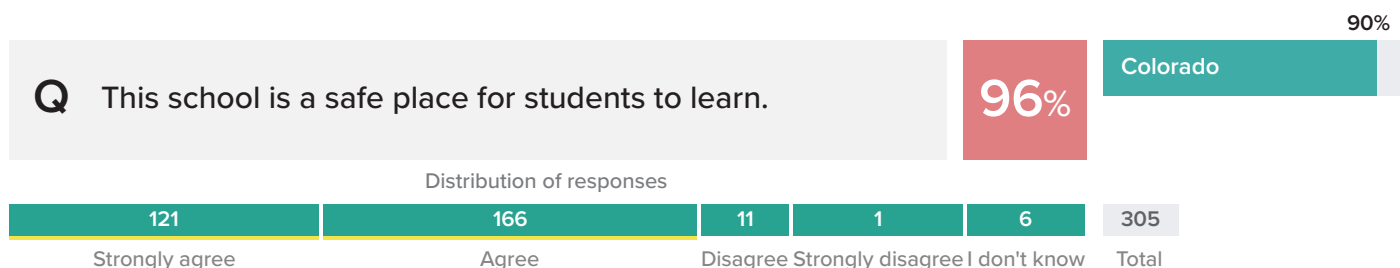 90%
Q This school is a safe place for students to learn.
96%
Colorado
Distribution of responses
121 166 11 1 6 305
Strongly agree Agree Disagree Strongly disagree I don't know Total